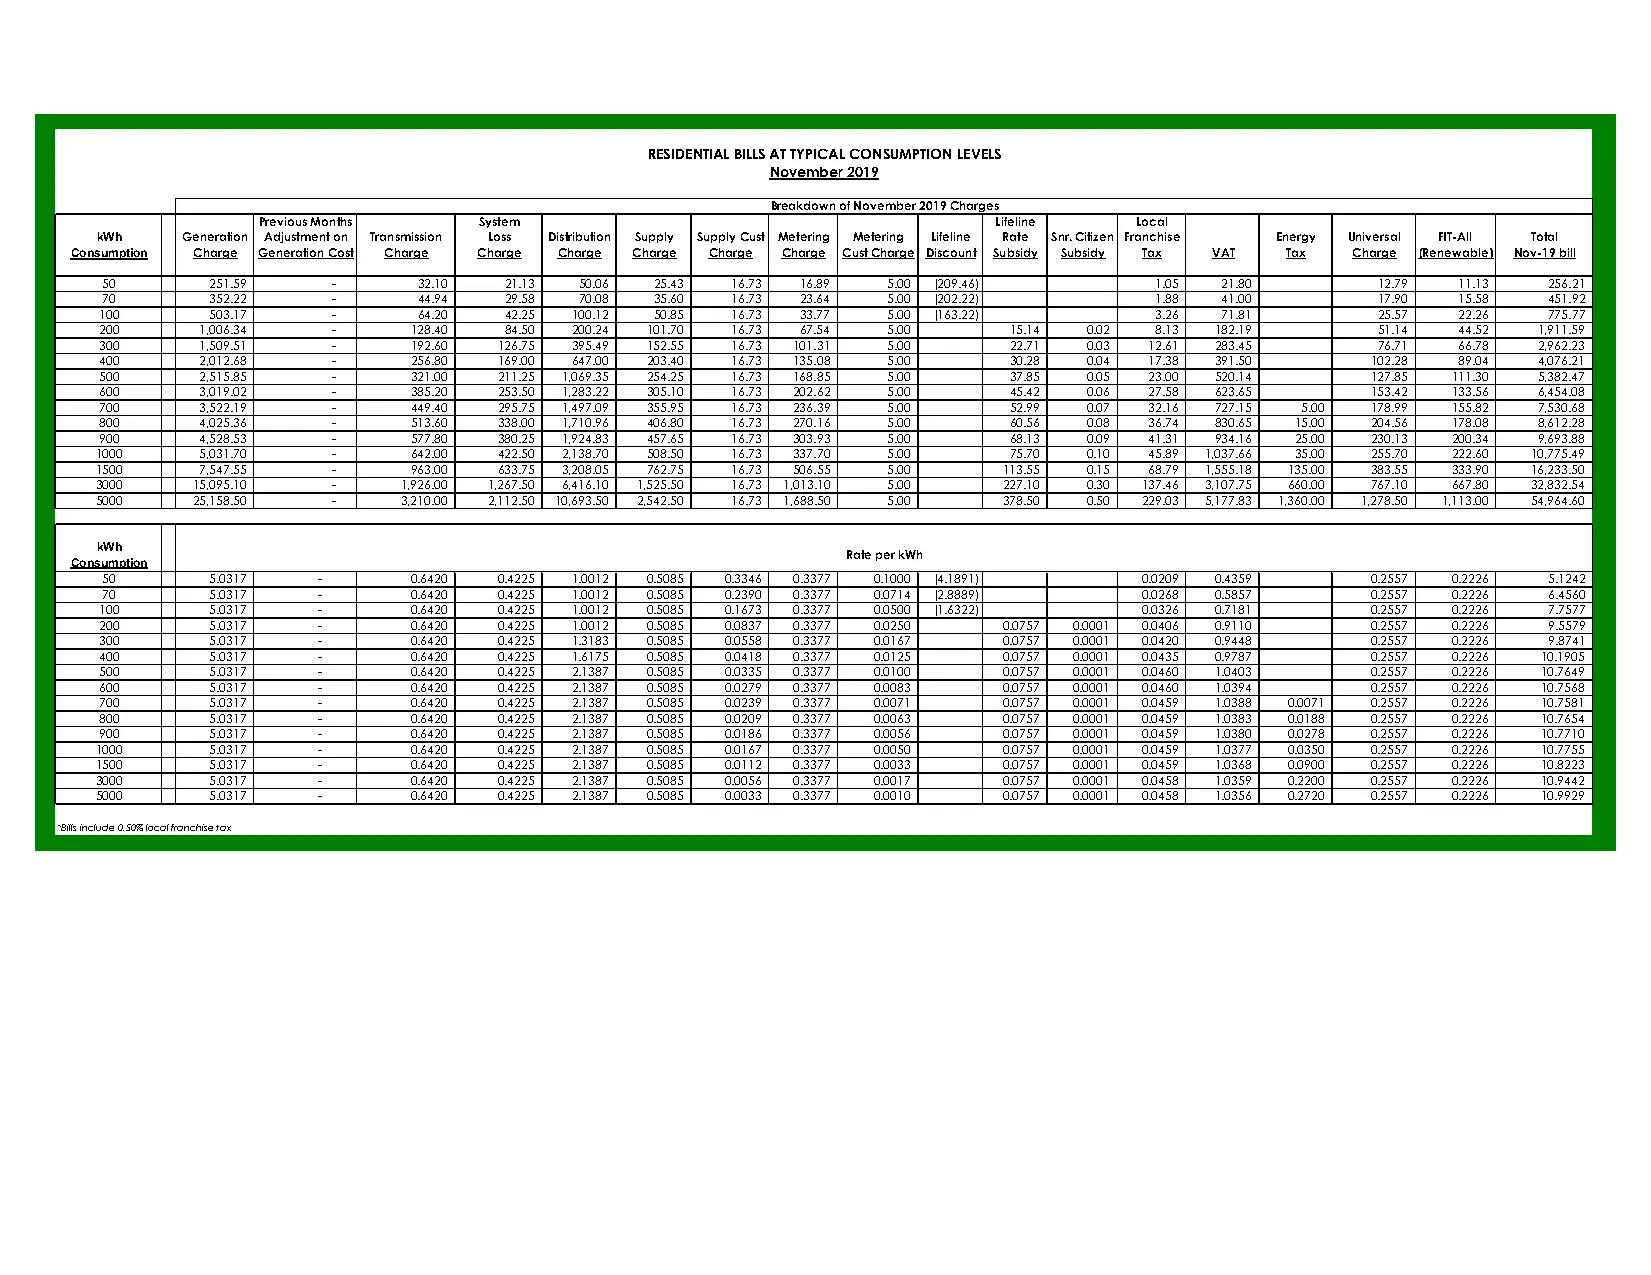 RESIDENTIAL BILLS AT TYPICAL CONSUMPTION LEVELS
November 2019
Breakdown of November 2019 Charges
Previous Months System Lifeline Local
kWh Generation Adjustment on Transmission Loss Distribution Supply Supply Cust Metering Metering Lifeline Rate Snr. Citizen Franchise Energy Universal FIT-All Total
Consumption Charge Generation Cost Charge Charge Charge Charge Charge Charge Cust Charge Discount Subsidy Subsidy Tax VAT Tax Charge (Renewable) Nov-19 bill
50 251.59 - 32.10 21.13 50.06 25.43 16.73 16.89 5.00 (209.46) 1.05 21.80 12.79 11.13 256.21
70 352.22 - 44.94 29.58 70.08 35.60 16.73 23.64 5.00 (202.22) 1.88 41.00 17.90 15.58 451.92
100 503.17 - 64.20 42.25 100.12 50.85 16.73 33.77 5.00 (163.22) 3.26 71.81 25.57 22.26 775.77
200 1,006.34 - 128.40 84.50 200.24 101.70 16.73 67.54 5.00 15.14 0.02 8.13 182.19 51.14 44.52 1,911.59
300 1,509.51 - 192.60 126.75 395.49 152.55 16.73 101.31 5.00 22.71 0.03 12.61 283.45 76.71 66.78 2,962.23
400 2,012.68 - 256.80 169.00 647.00 203.40 16.73 135.08 5.00 30.28 0.04 17.38 391.50 102.28 89.04 4,076.21
500 2,515.85 - 321.00 211.25 1,069.35 254.25 16.73 168.85 5.00 37.85 0.05 23.00 520.14 127.85 111.30 5,382.47
600 3,019.02 - 385.20 253.50 1,283.22 305.10 16.73 202.62 5.00 45.42 0.06 27.58 623.65 153.42 133.56 6,454.08
700 3,522.19 - 449.40 295.75 1,497.09 355.95 16.73 236.39 5.00 52.99 0.07 32.16 727.15 5.00 178.99 155.82 7,530.68
800 4,025.36 - 513.60 338.00 1,710.96 406.80 16.73 270.16 5.00 60.56 0.08 36.74 830.65 15.00 204.56 178.08 8,612.28
900 4,528.53 - 577.80 380.25 1,924.83 457.65 16.73 303.93 5.00 68.13 0.09 41.31 934.16 25.00 230.13 200.34 9,693.88
1000 5,031.70 - 642.00 422.50 2,138.70 508.50 16.73 337.70 5.00 75.70 0.10 45.89 1,037.66 35.00 255.70 222.60 10,775.49
1500 7,547.55 - 963.00 633.75 3,208.05 762.75 16.73 506.55 5.00 113.55 0.15 68.79 1,555.18 135.00 383.55 333.90 16,233.50
3000 15,095.10 - 1,926.00 1,267.50 6,416.10 1,525.50 16.73 1,013.10 5.00 227.10 0.30 137.46 3,107.75 660.00 767.10 667.80 32,832.54
5000 25,158.50 - 3,210.00 2,112.50 10,693.50 2,542.50 16.73 1,688.50 5.00 378.50 0.50 229.03 5,177.83 1,360.00 1,278.50 1,113.00 54,964.60
kWh
Consumption
Rate per kWh
50 5.0317 - 0.6420 0.4225 1.0012 0.5085 0.3346 0.3377 0.1000 (4.1891) 0.0209 0.4359 0.2557 0.2226 5.1242
70 5.0317 - 0.6420 0.4225 1.0012 0.5085 0.2390 0.3377 0.0714 (2.8889) 0.0268 0.5857 0.2557 0.2226 6.4560
100 5.0317 - 0.6420 0.4225 1.0012 0.5085 0.1673 0.3377 0.0500 (1.6322) 0.0326 0.7181 0.2557 0.2226 7.7577
200 5.0317 - 0.6420 0.4225 1.0012 0.5085 0.0837 0.3377 0.0250 0.0757 0.0001 0.0406 0.9110 0.2557 0.2226 9.5579
300 5.0317 - 0.6420 0.4225 1.3183 0.5085 0.0558 0.3377 0.0167 0.0757 0.0001 0.0420 0.9448 0.2557 0.2226 9.8741
400 5.0317 - 0.6420 0.4225 1.6175 0.5085 0.0418 0.3377 0.0125 0.0757 0.0001 0.0435 0.9787 0.2557 0.2226 10.1905
500 5.0317 - 0.6420 0.4225 2.1387 0.5085 0.0335 0.3377 0.0100 0.0757 0.0001 0.0460 1.0403 0.2557 0.2226 10.7649
600 5.0317 - 0.6420 0.4225 2.1387 0.5085 0.0279 0.3377 0.0083 0.0757 0.0001 0.0460 1.0394 0.2557 0.2226 10.7568
700 5.0317 - 0.6420 0.4225 2.1387 0.5085 0.0239 0.3377 0.0071 0.0757 0.0001 0.0459 1.0388 0.0071 0.2557 0.2226 10.7581
800 5.0317 - 0.6420 0.4225 2.1387 0.5085 0.0209 0.3377 0.0063 0.0757 0.0001 0.0459 1.0383 0.0188 0.2557 0.2226 10.7654
900 5.0317 - 0.6420 0.4225 2.1387 0.5085 0.0186 0.3377 0.0056 0.0757 0.0001 0.0459 1.0380 0.0278 0.2557 0.2226 10.7710
1000 5.0317 - 0.6420 0.4225 2.1387 0.5085 0.0167 0.3377 0.0050 0.0757 0.0001 0.0459 1.0377 0.0350 0.2557 0.2226 10.7755
1500 5.0317 - 0.6420 0.4225 2.1387 0.5085 0.0112 0.3377 0.0033 0.0757 0.0001 0.0459 1.0368 0.0900 0.2557 0.2226 10.8223
3000 5.0317 - 0.6420 0.4225 2.1387 0.5085 0.0056 0.3377 0.0017 0.0757 0.0001 0.0458 1.0359 0.2200 0.2557 0.2226 10.9442
5000 5.0317 - 0.6420 0.4225 2.1387 0.5085 0.0033 0.3377 0.0010 0.0757 0.0001 0.0458 1.0356 0.2720 0.2557 0.2226 10.9929
*Bills include 0.50% local franchise tax